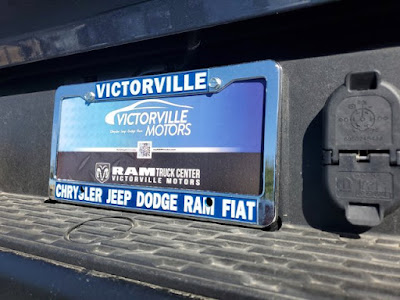 VICTORVILLE
VICTORVILLE
MOTORS
RAM TRUCK CENTER
VICTORVILLE MOTORS
CHRYSLER JEEP DODGE RAM FIAT